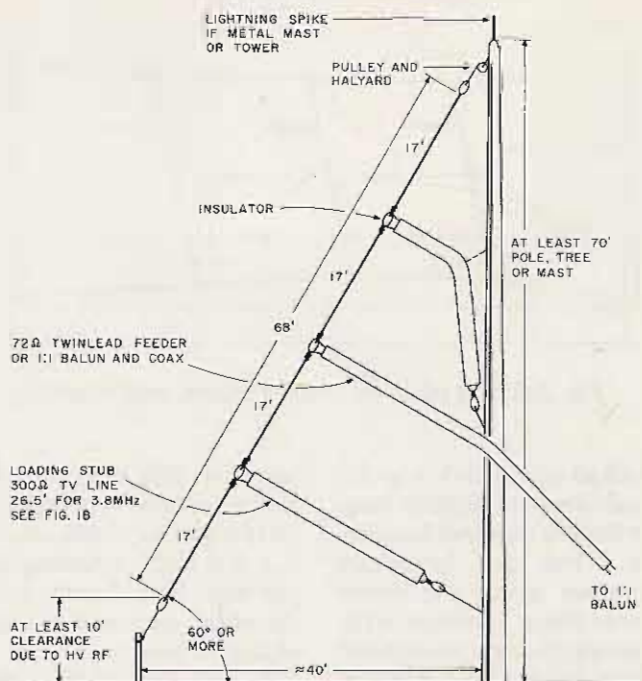 LIGHTNING SPIKE
IF METAL MAST
OR TOWER
PULLEY AND
HALYARD
17'
INSULATOR
AT LEAST 70'
POLE, TREE
OR MAST
17'
68'
72Ω TWINLEAD FEEDER
OR 1:1 BALUN AND COAX
17'
LOADING STUB
300Ω TV LINE
26.5' FOR 3.8MHz
SEE FIG. 1B
17'
TO 1:1
BALUN
AT LEAST 10'
CLEARANCE
DUE TO HV RF
60° OR
MORE
≈40'